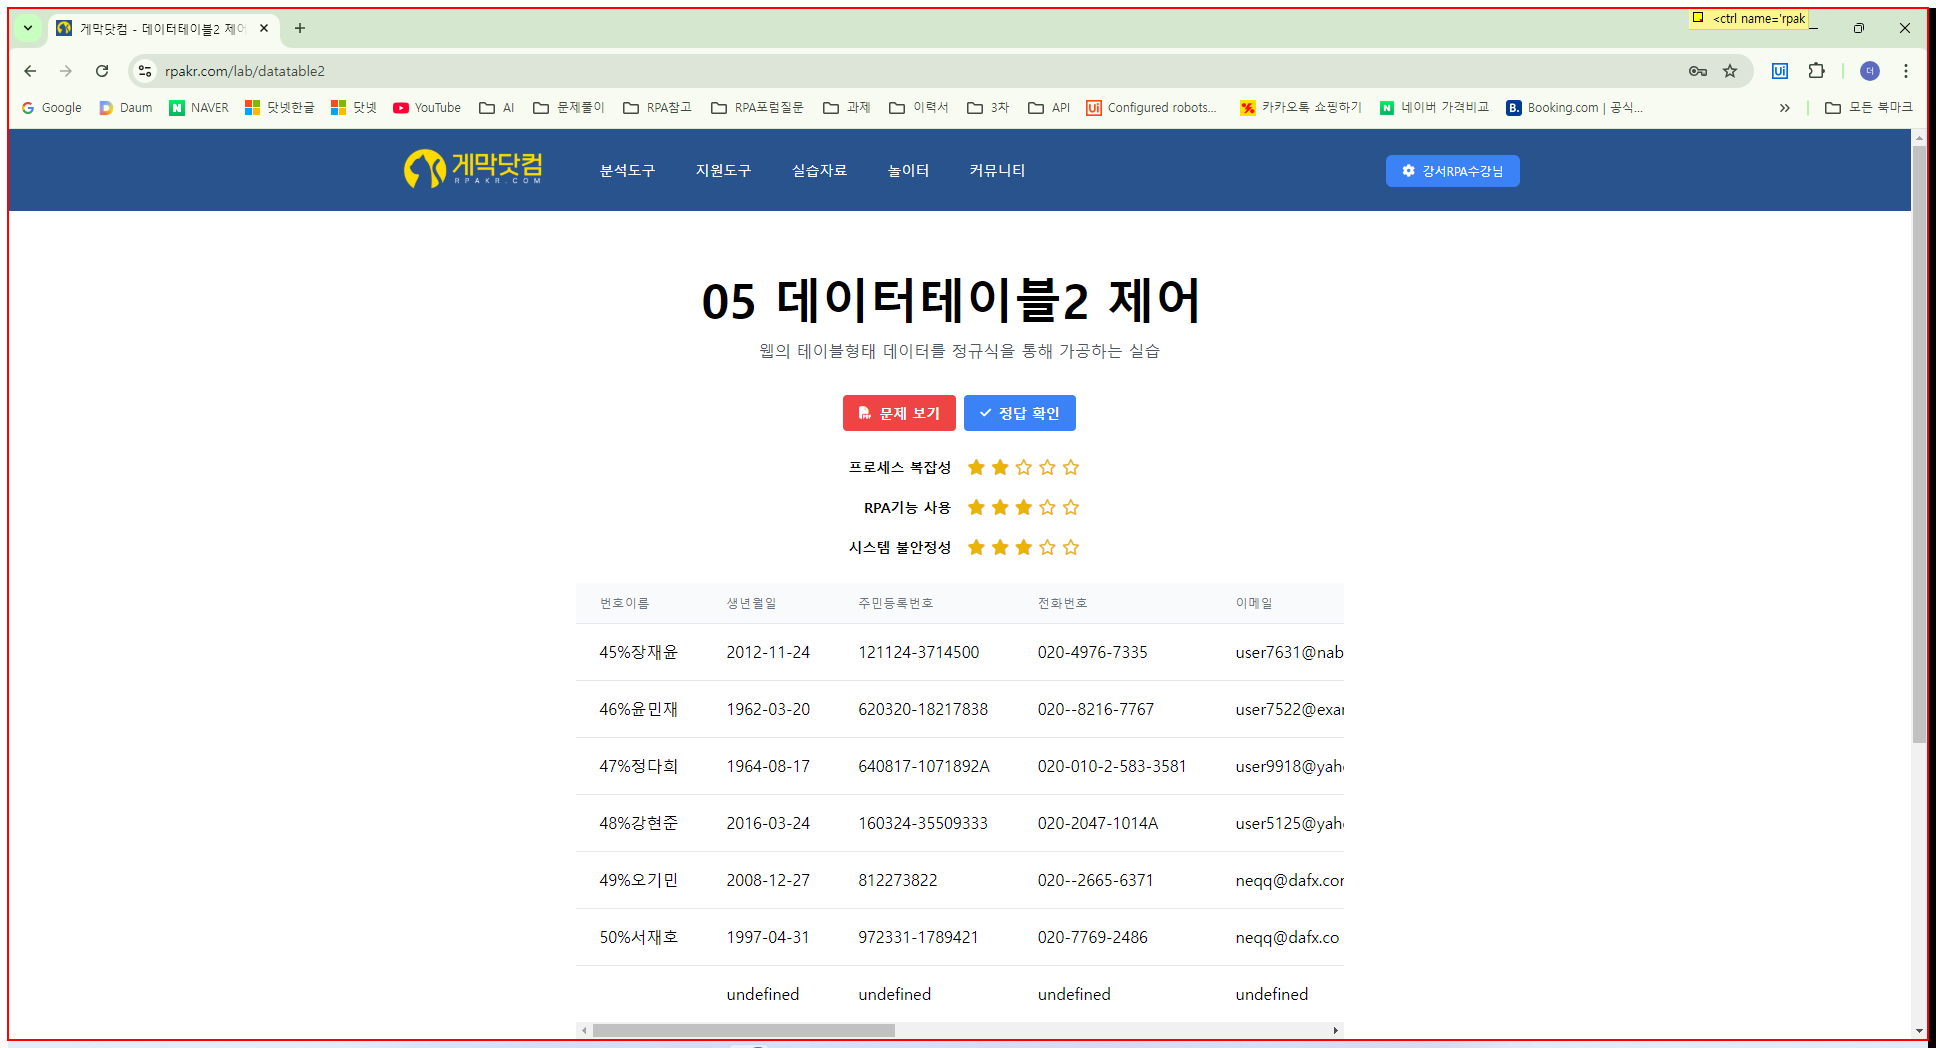 게막닷컴 - 데이터테이블2 제어
<ctrl name='rpak
rpakr.com/lab/datatable2
더
Google Daum NAVER 닷넷한글 닷넷 YouTube AI 문제풀이 RPA참고 RPA포럼질문 과제 이력서 3차 API Configured robots... 카카오톡 쇼핑하기 네이버 가격비교 Booking.com | 공식... 모든 북마크
게막닷컴
RPAKR.COM
분석도구 지원도구 실습자료 놀이터 커뮤니티 강서RPA수강님
05 데이터테이블2 제어
웹의 테이블형태 데이터를 정규식을 통해 가공하는 실습
문제 보기 정답 확인
프로세스 복잡성
RPA기능 사용
시스템 불안정성
번호이름 생년월일 주민등록번호 전화번호 이메일
45%장재윤 2012-11-24 121124-3714500 020-4976-7335 user7631@nab
46%윤민재 1962-03-20 620320-18217838 020--8216-7767 user7522@exa
47%정다희 1964-08-17 640817-1071892A 020-010-2-583-3581 user9918@yah
48%강현준 2016-03-24 160324-35509333 020-2047-1014A user5125@yah
49%오기민 2008-12-27 812273822 020--2665-6371 neqq@dafx.cor
50%서재호 1997-04-31 972331-1789421 020-7769-2486 neqq@dafx.co
undefined undefined undefined undefined